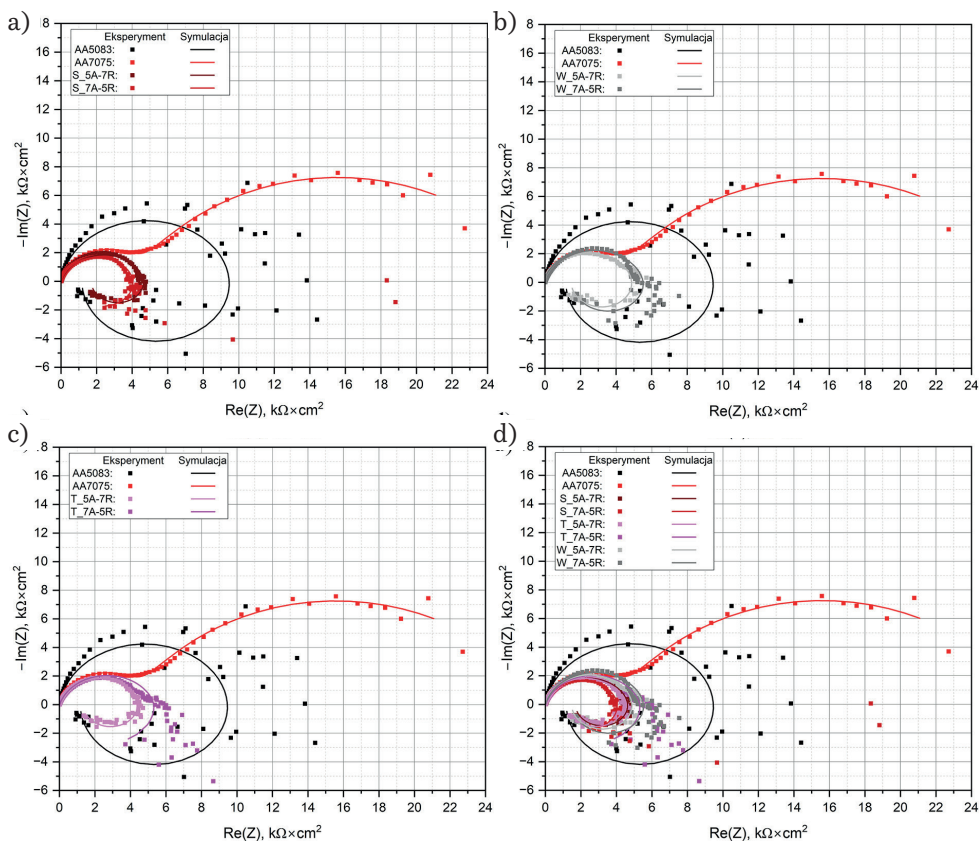 a)
Eksperyment Symulacja
AA5083:
AA7075:
S_5A-7R:
S_7A-5R:
18
16
14
12
10
8
6
4
2
0
−2
−4
−6
−Im(Z), kΩ×cm²
0 2 4 6 8 10 12 14 16 18 20 22 24
Re(Z), kΩ×cm²
b)
Eksperyment Symulacja
AA5083:
AA7075:
W_5A-7R:
W_7A-5R:
18
16
14
12
10
8
6
4
2
0
−2
−4
−6
−Im(Z), kΩ×cm²
0 2 4 6 8 10 12 14 16 18 20 22 24
Re(Z), kΩ×cm²
c)
Eksperyment Symulacja
AA5083:
AA7075:
T_5A-7R:
T_7A-5R:
18
16
14
12
10
8
6
4
2
0
−2
−4
−6
−Im(Z), kΩ×cm²
0 2 4 6 8 10 12 14 16 18 20 22 24
Re(Z), kΩ×cm²
d)
Eksperyment Symulacja
AA5083:
AA7075:
S_5A-7R:
S_7A-5R:
T_5A-7R:
T_7A-5R:
W_5A-7R:
W_7A-5R:
18
16
14
12
10
8
6
4
2
0
−2
−4
−6
−Im(Z), kΩ×cm²
0 2 4 6 8 10 12 14 16 18 20 22 24
Re(Z), kΩ×cm²